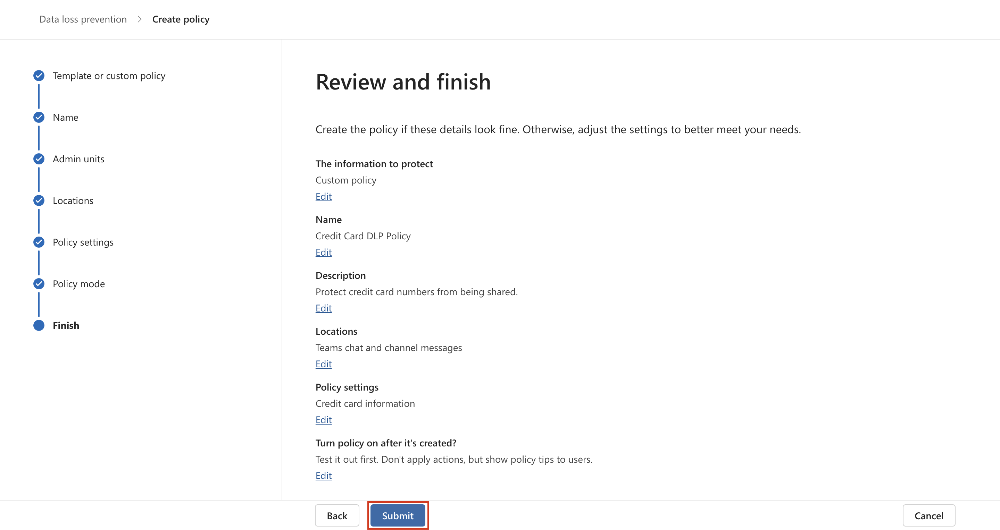 Data loss prevention > Create policy
Template or custom policy
Name
Admin units
Locations
Policy settings
Policy mode
Finish
Review and finish
Create the policy if these details look fine. Otherwise, adjust the settings to better meet your needs.
The information to protect
Custom policy
Edit
Name
Credit Card DLP Policy
Edit
Description
Protect credit card numbers from being shared.
Edit
Locations
Teams chat and channel messages
Edit
Policy settings
Credit card information
Edit
Turn policy on after it's created?
Test it out first. Don't apply actions, but show policy tips to users.
Edit
Back
Submit
Cancel